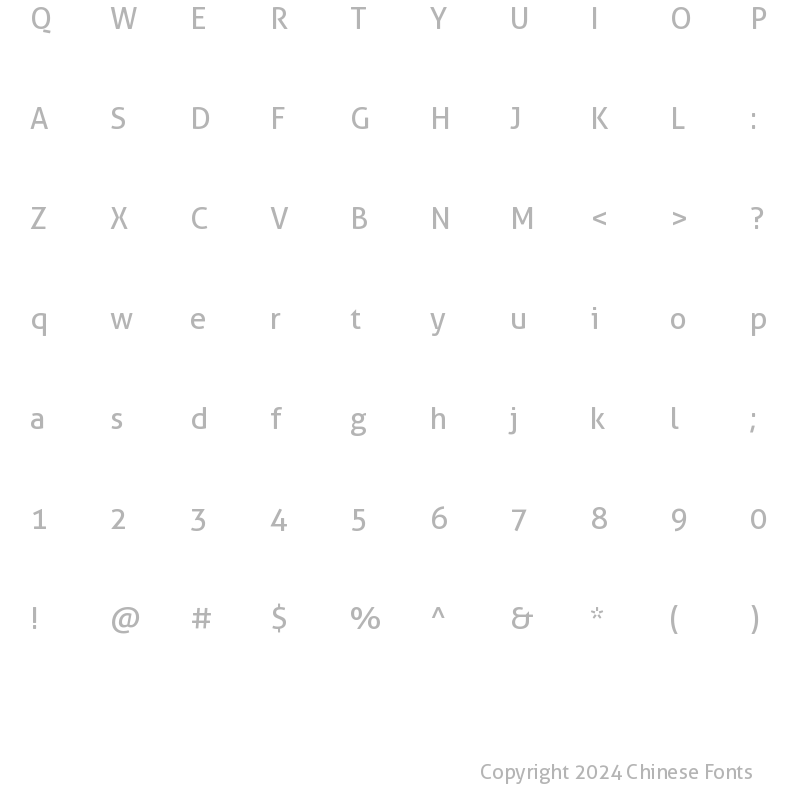 Q W E R T Y U I O P
A S D F G H J K L :
Z X C V B N M < > ?
q w e r t y u i o p
a s d f g h j k l ;
1 2 3 4 5 6 7 8 9 0
! @ # $ % ^ & * ( )
Copyright 2024 Chinese Fonts